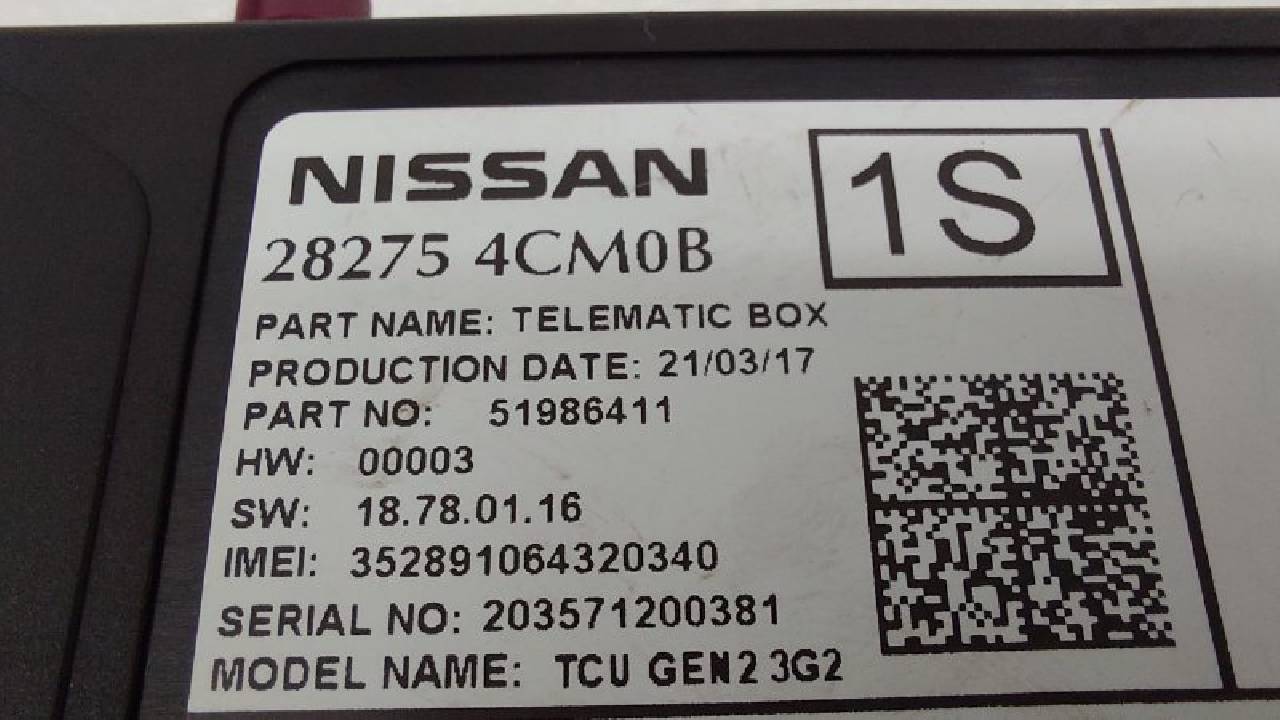 NISSAN
1S
28275 4CM0B
PART NAME: TELEMATIC BOX
PRODUCTION DATE: 21/03/17
PART NO: 51986411
HW: 00003
SW: 18.78.01.16
IMEI: 352891064320340
SERIAL NO: 203571200381
MODEL NAME: TCU GEN2 3G2